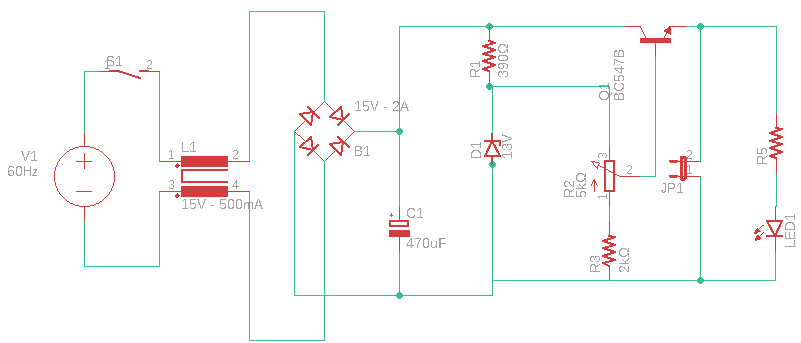 S1
1 2
V1
60Hz
L1
1 2
3 4
15V - 500mA
15V - 2A
B1
C1
+
470uF
R1
390Ω
D1
13V
Q1
BC547B
R2
5kΩ
3
2
1
R3
2kΩ
JP1
2
1
R5
LED1